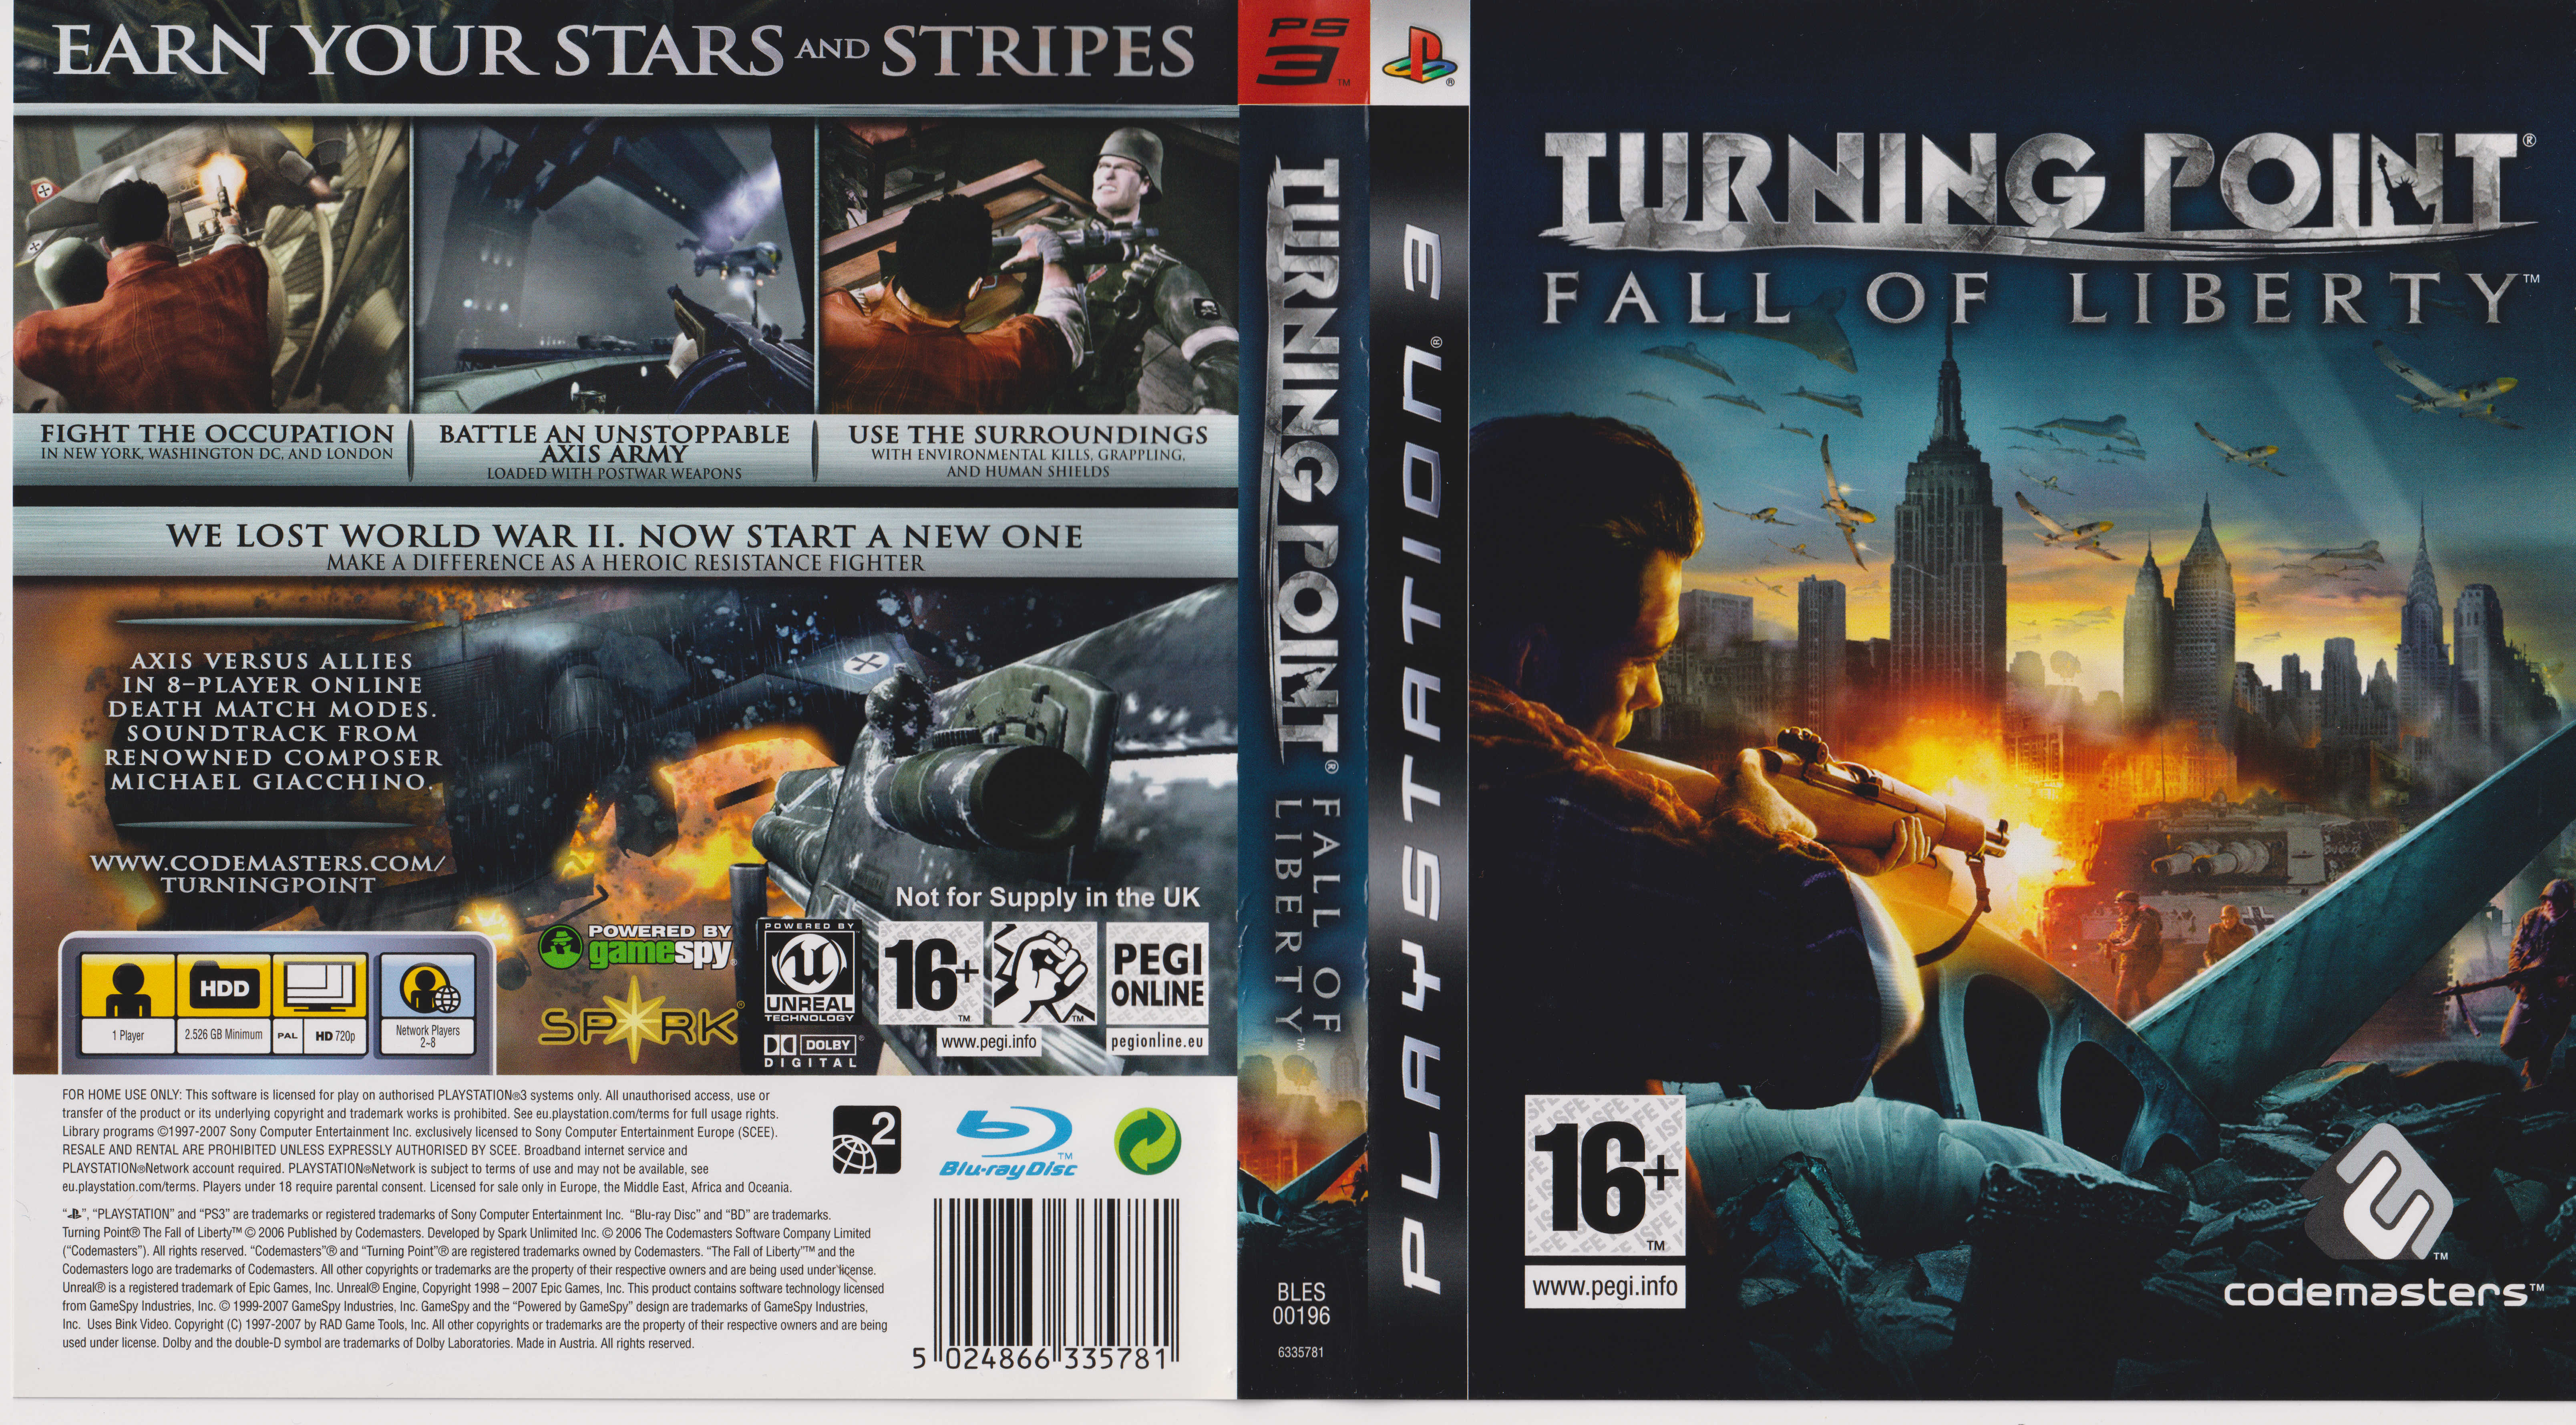 EARN YOUR STARS AND STRIPES
FIGHT THE OCCUPATION
IN NEW YORK, WASHINGTON DC, AND LONDON
BATTLE AN UNSTOPPABLE
AXIS ARMY
LOADED WITH POSTWAR WEAPONS
USE THE SURROUNDINGS
WITH ENVIRONMENTAL KILLS, GRAPPLING,
AND HUMAN SHIELDS
WE LOST WORLD WAR II. NOW START A NEW ONE
MAKE A DIFFERENCE AS A HEROIC RESISTANCE FIGHTER
AXIS VERSUS ALLIES
IN 8-PLAYER ONLINE
DEATH MATCH MODES.
SOUNDTRACK FROM
RENOWNED COMPOSER
MICHAEL GIACCHINO.
WWW.CODEMASTERS.COM/
TURNINGPOINT
Not for Supply in the UK
HDD
1 Player
2.526 GB Minimum
PAL
HD 720p
Network Players
2-8
POWERED BY
gamespy®
SPARK®
POWERED BY
UNREAL
TECHNOLOGY
DOLBY®
DIGITAL
16+™
™
www.pegi.info
PEGI
ONLINE
pegionline.eu
FOR HOME USE ONLY: This software is licensed for play on authorised PLAYSTATION®3 systems only. All unauthorised access, use or
transfer of the product or its underlying copyright and trademark works is prohibited. See eu.playstation.com/terms for full usage rights.
Library programs ©1997-2007 Sony Computer Entertainment Inc. exclusively licensed to Sony Computer Entertainment Europe (SCEE).
RESALE AND RENTAL ARE PROHIBITED UNLESS EXPRESSLY AUTHORISED BY SCEE. Broadband internet service and
PLAYSTATION®Network account required. PLAYSTATION®Network is subject to terms of use and may not be available, see
eu.playstation.com/terms. Players under 18 require parental consent. Licensed for sale only in Europe, the Middle East, Africa and Oceania.
“PS”, “PLAYSTATION” and “PS3” are trademarks or registered trademarks of Sony Computer Entertainment Inc. “Blu-ray Disc” and “BD” are trademarks.
Turning Point® The Fall of Liberty™ © 2006 Published by Codemasters. Developed by Spark Unlimited Inc. © 2006 The Codemasters Software Company Limited
(“Codemasters”). All rights reserved. “Codemasters”® and “Turning Point”® are registered trademarks owned by Codemasters. “The Fall of Liberty”™ and the
Codemasters logo are trademarks of Codemasters. All other copyrights or trademarks are the property of their respective owners and are being used under license.
Unreal® is a registered trademark of Epic Games, Inc. Unreal® Engine, Copyright 1998 – 2007 Epic Games, Inc. This product contains software technology licensed
from GameSpy Industries, Inc. © 1999-2007 GameSpy Industries, Inc. GameSpy and the “Powered by GameSpy” design are trademarks of GameSpy Industries,
Inc. Uses Bink Video. Copyright (C) 1997-2007 by RAD Game Tools, Inc. All other copyrights or trademarks are the property of their respective owners and are being
used under license. Dolby and the double-D symbol are trademarks of Dolby Laboratories. Made in Austria. All rights reserved.
2
Blu-ray Disc™
5 024866 335781
PS3™
TURNING POINT®
FALL OF LIBERTY™
BLES
00196
6335781
PLAYSTATION®3
TURNING POINT®
FALL OF LIBERTY™
16+™
www.pegi.info
codemasters™